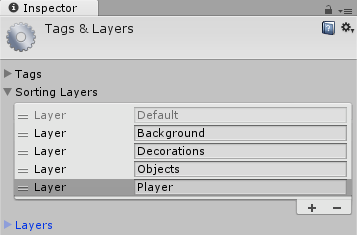 Inspector
Tags & Layers
Tags
Sorting Layers
Layer Default
Layer Background
Layer Decorations
Layer Objects
Layer Player
+ −
Layers